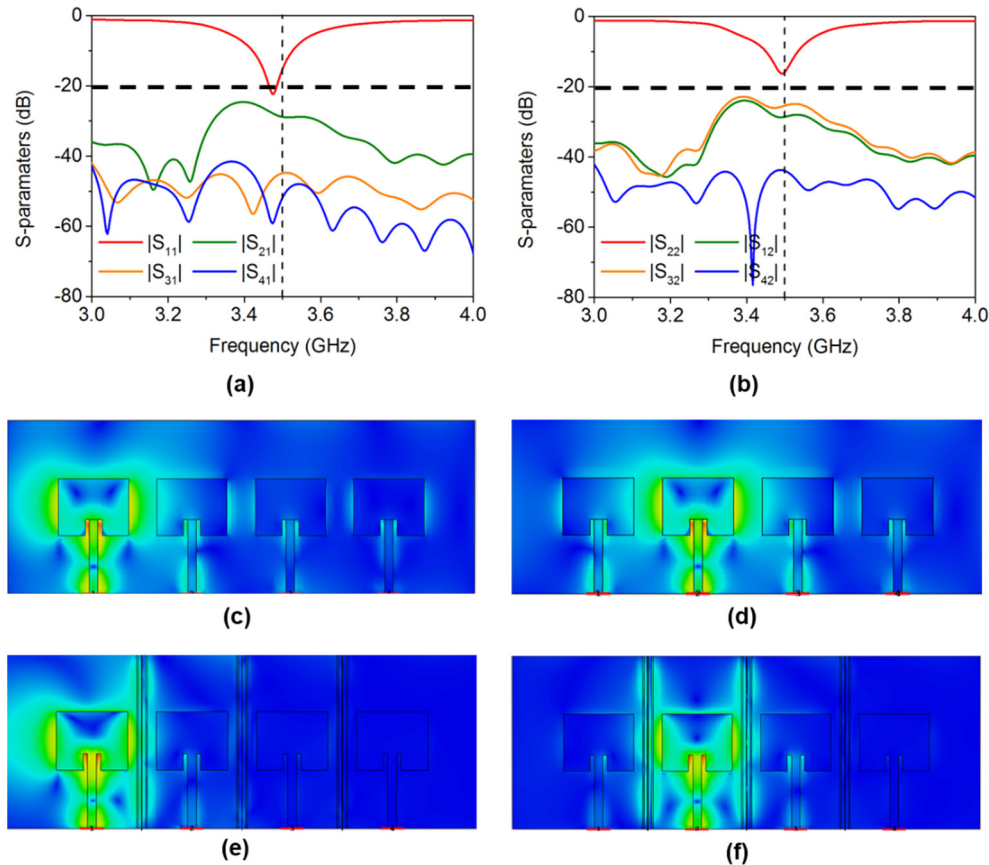 0
-20
-40
-60
-80
S-paramaters (dB)
|S11| |S21|
|S31| |S41|
3.0 3.2 3.4 3.6 3.8 4.0
Frequency (GHz)
(a)
0
-20
-40
-60
-80
S-paramaters (dB)
|S22| |S12|
|S32| |S42|
3.0 3.2 3.4 3.6 3.8 4.0
Frequency (GHz)
(b)
(c)
(d)
(e)
(f)